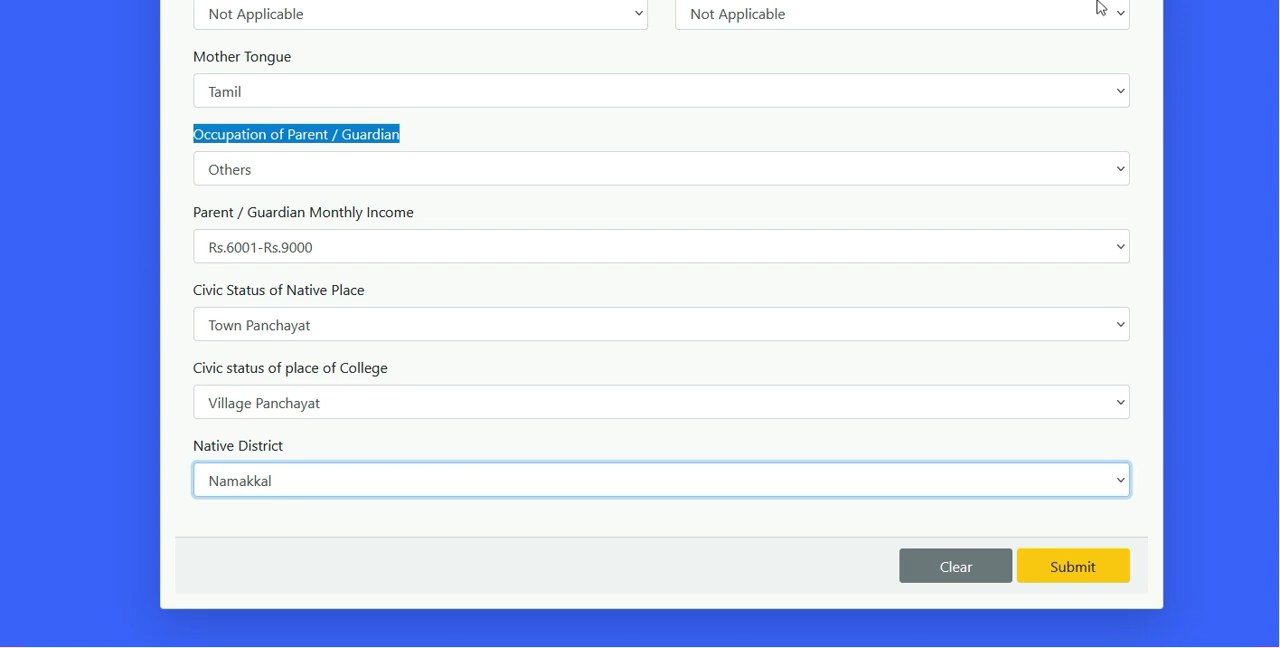 Not Applicable Not Applicable
Mother Tongue
Tamil
Occupation of Parent / Guardian
Others
Parent / Guardian Monthly Income
Rs.6001-Rs.9000
Civic Status of Native Place
Town Panchayat
Civic status of place of College
Village Panchayat
Native District
Namakkal
Clear Submit